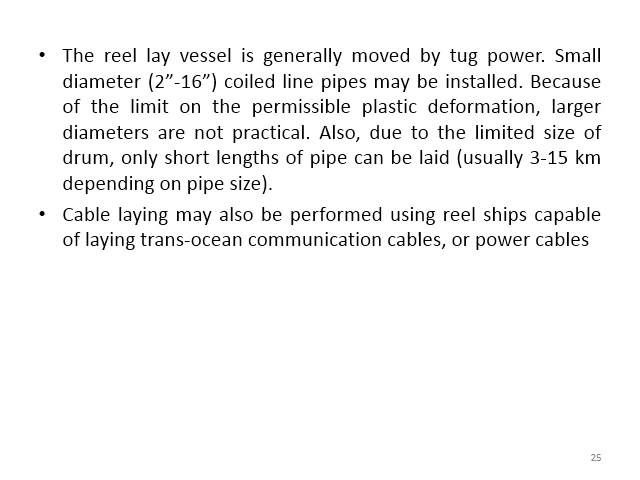 • The reel lay vessel is generally moved by tug power. Small
diameter (2”-16”) coiled line pipes may be installed. Because
of the limit on the permissible plastic deformation, larger
diameters are not practical. Also, due to the limited size of
drum, only short lengths of pipe can be laid (usually 3-15 km
depending on pipe size).
• Cable laying may also be performed using reel ships capable
of laying trans-ocean communication cables, or power cables
25